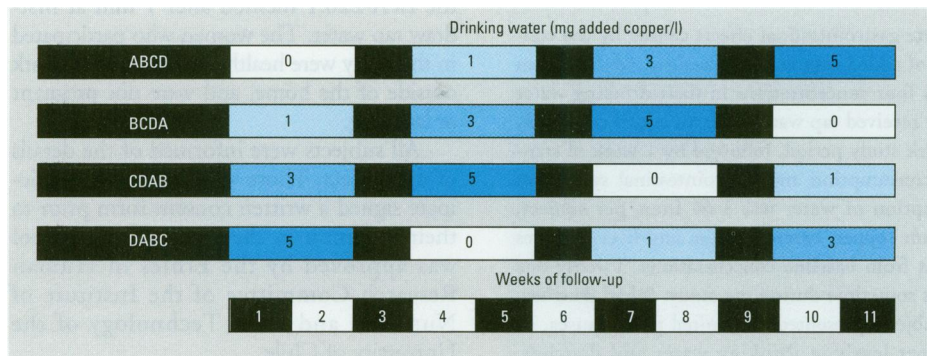 Drinking water (mg added copper/l)
ABCD 0 1 3 5
BCDA 1 3 5 0
CDAB 3 5 0 1
DABC 5 0 1 3
Weeks of follow-up
1 2 3 4 5 6 7 8 9 10 11